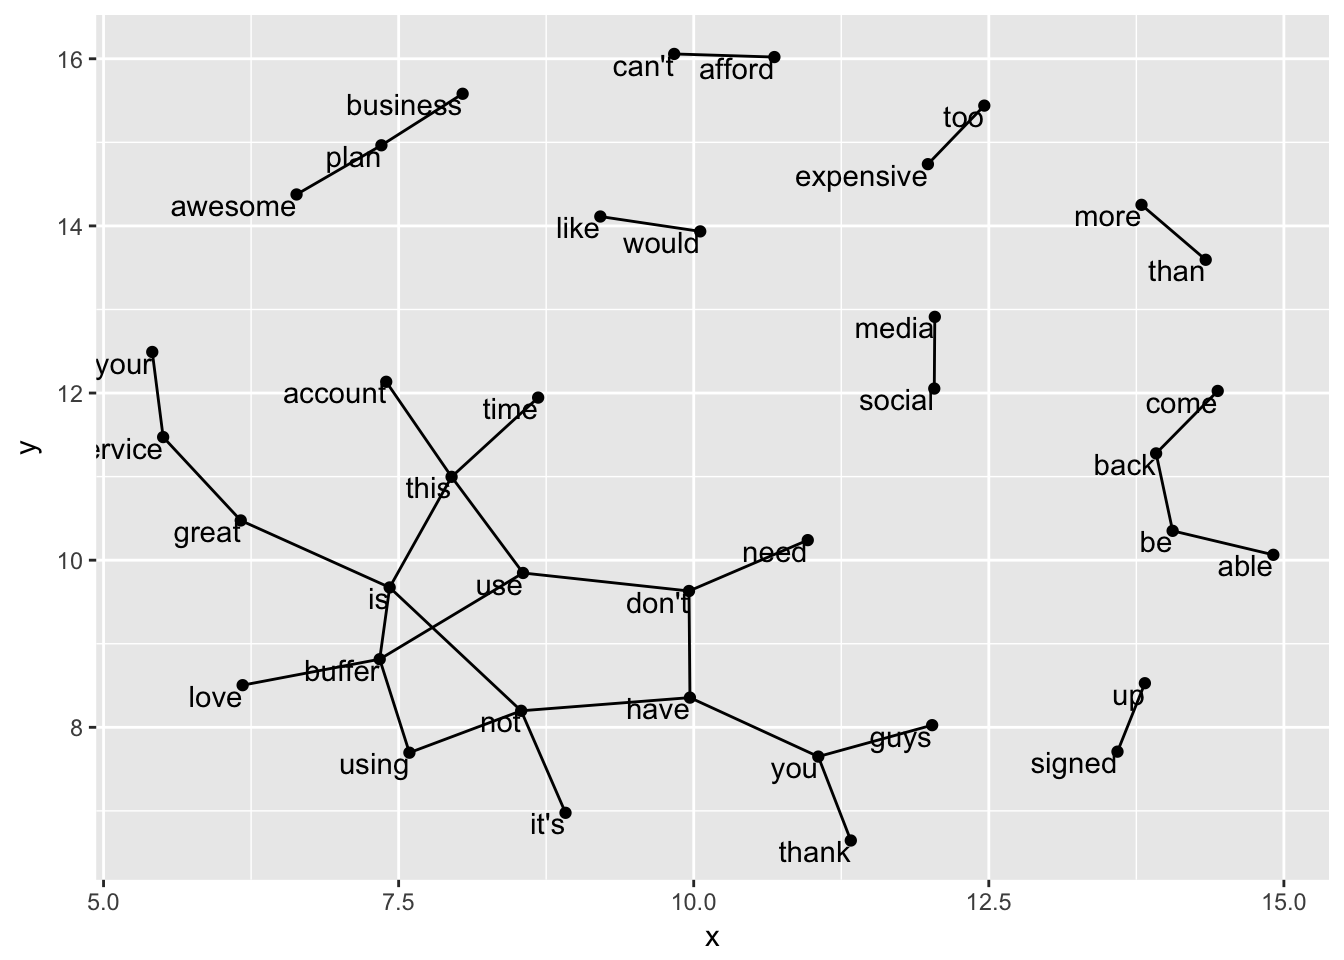 16
can't
afford
business
too
plan
expensive
awesome
more
14
like
would
than
media
your
12
account
time
social
come
ervice
back
this
great
need
10
be
able
is
use
don't
buffer
love
up
have
not
8
guys
using
you
signed
it's
thank
5.0 7.5 10.0 12.5 15.0
x
y